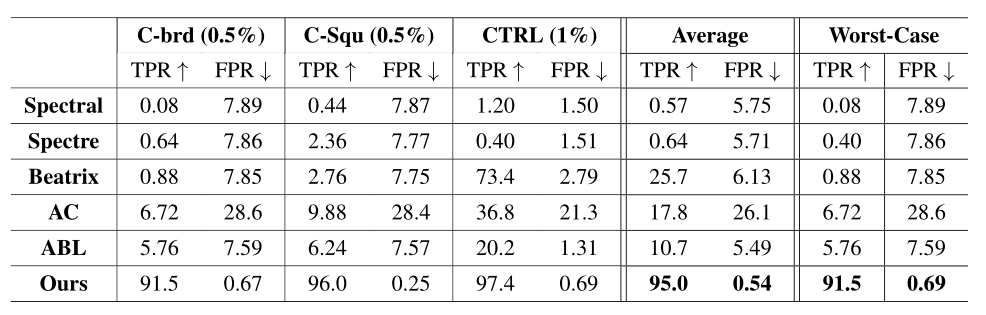 C-brd (0.5%) C-Squ (0.5%) CTRL (1%) Average Worst-Case
TPR ↑ FPR ↓ TPR ↑ FPR ↓ TPR ↑ FPR ↓ TPR ↑ FPR ↓ TPR ↑ FPR ↓
Spectral 0.08 7.89 0.44 7.87 1.20 1.50 0.57 5.75 0.08 7.89
Spectre 0.64 7.86 2.36 7.77 0.40 1.51 0.64 5.71 0.40 7.86
Beatrix 0.88 7.85 2.76 7.75 73.4 2.79 25.7 6.13 0.88 7.85
AC 6.72 28.6 9.88 28.4 36.8 21.3 17.8 26.1 6.72 28.6
ABL 5.76 7.59 6.24 7.57 20.2 1.31 10.7 5.49 5.76 7.59
Ours 91.5 0.67 96.0 0.25 97.4 0.69 95.0 0.54 91.5 0.69